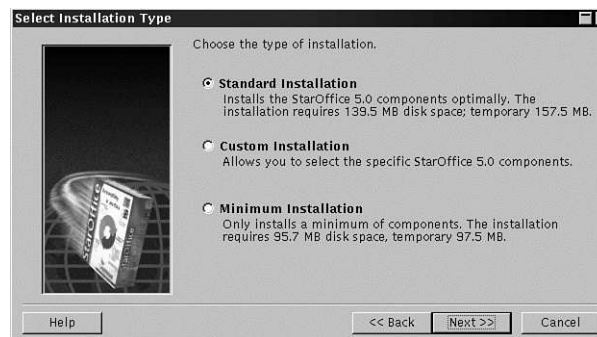 Select Installation Type
Choose the type of installation.
Standard Installation
Installs the StarOffice 5.0 components optimally. The
installation requires 139.5 MB disk space; temporary 157.5 MB.
Custom Installation
Allows you to select the specific StarOffice 5.0 components.
Minimum Installation
Only installs a minimum of components. The installation
requires 95.7 MB disk space, temporary 97.5 MB.
StarOffice
Help
<< Back
Next >>
Cancel